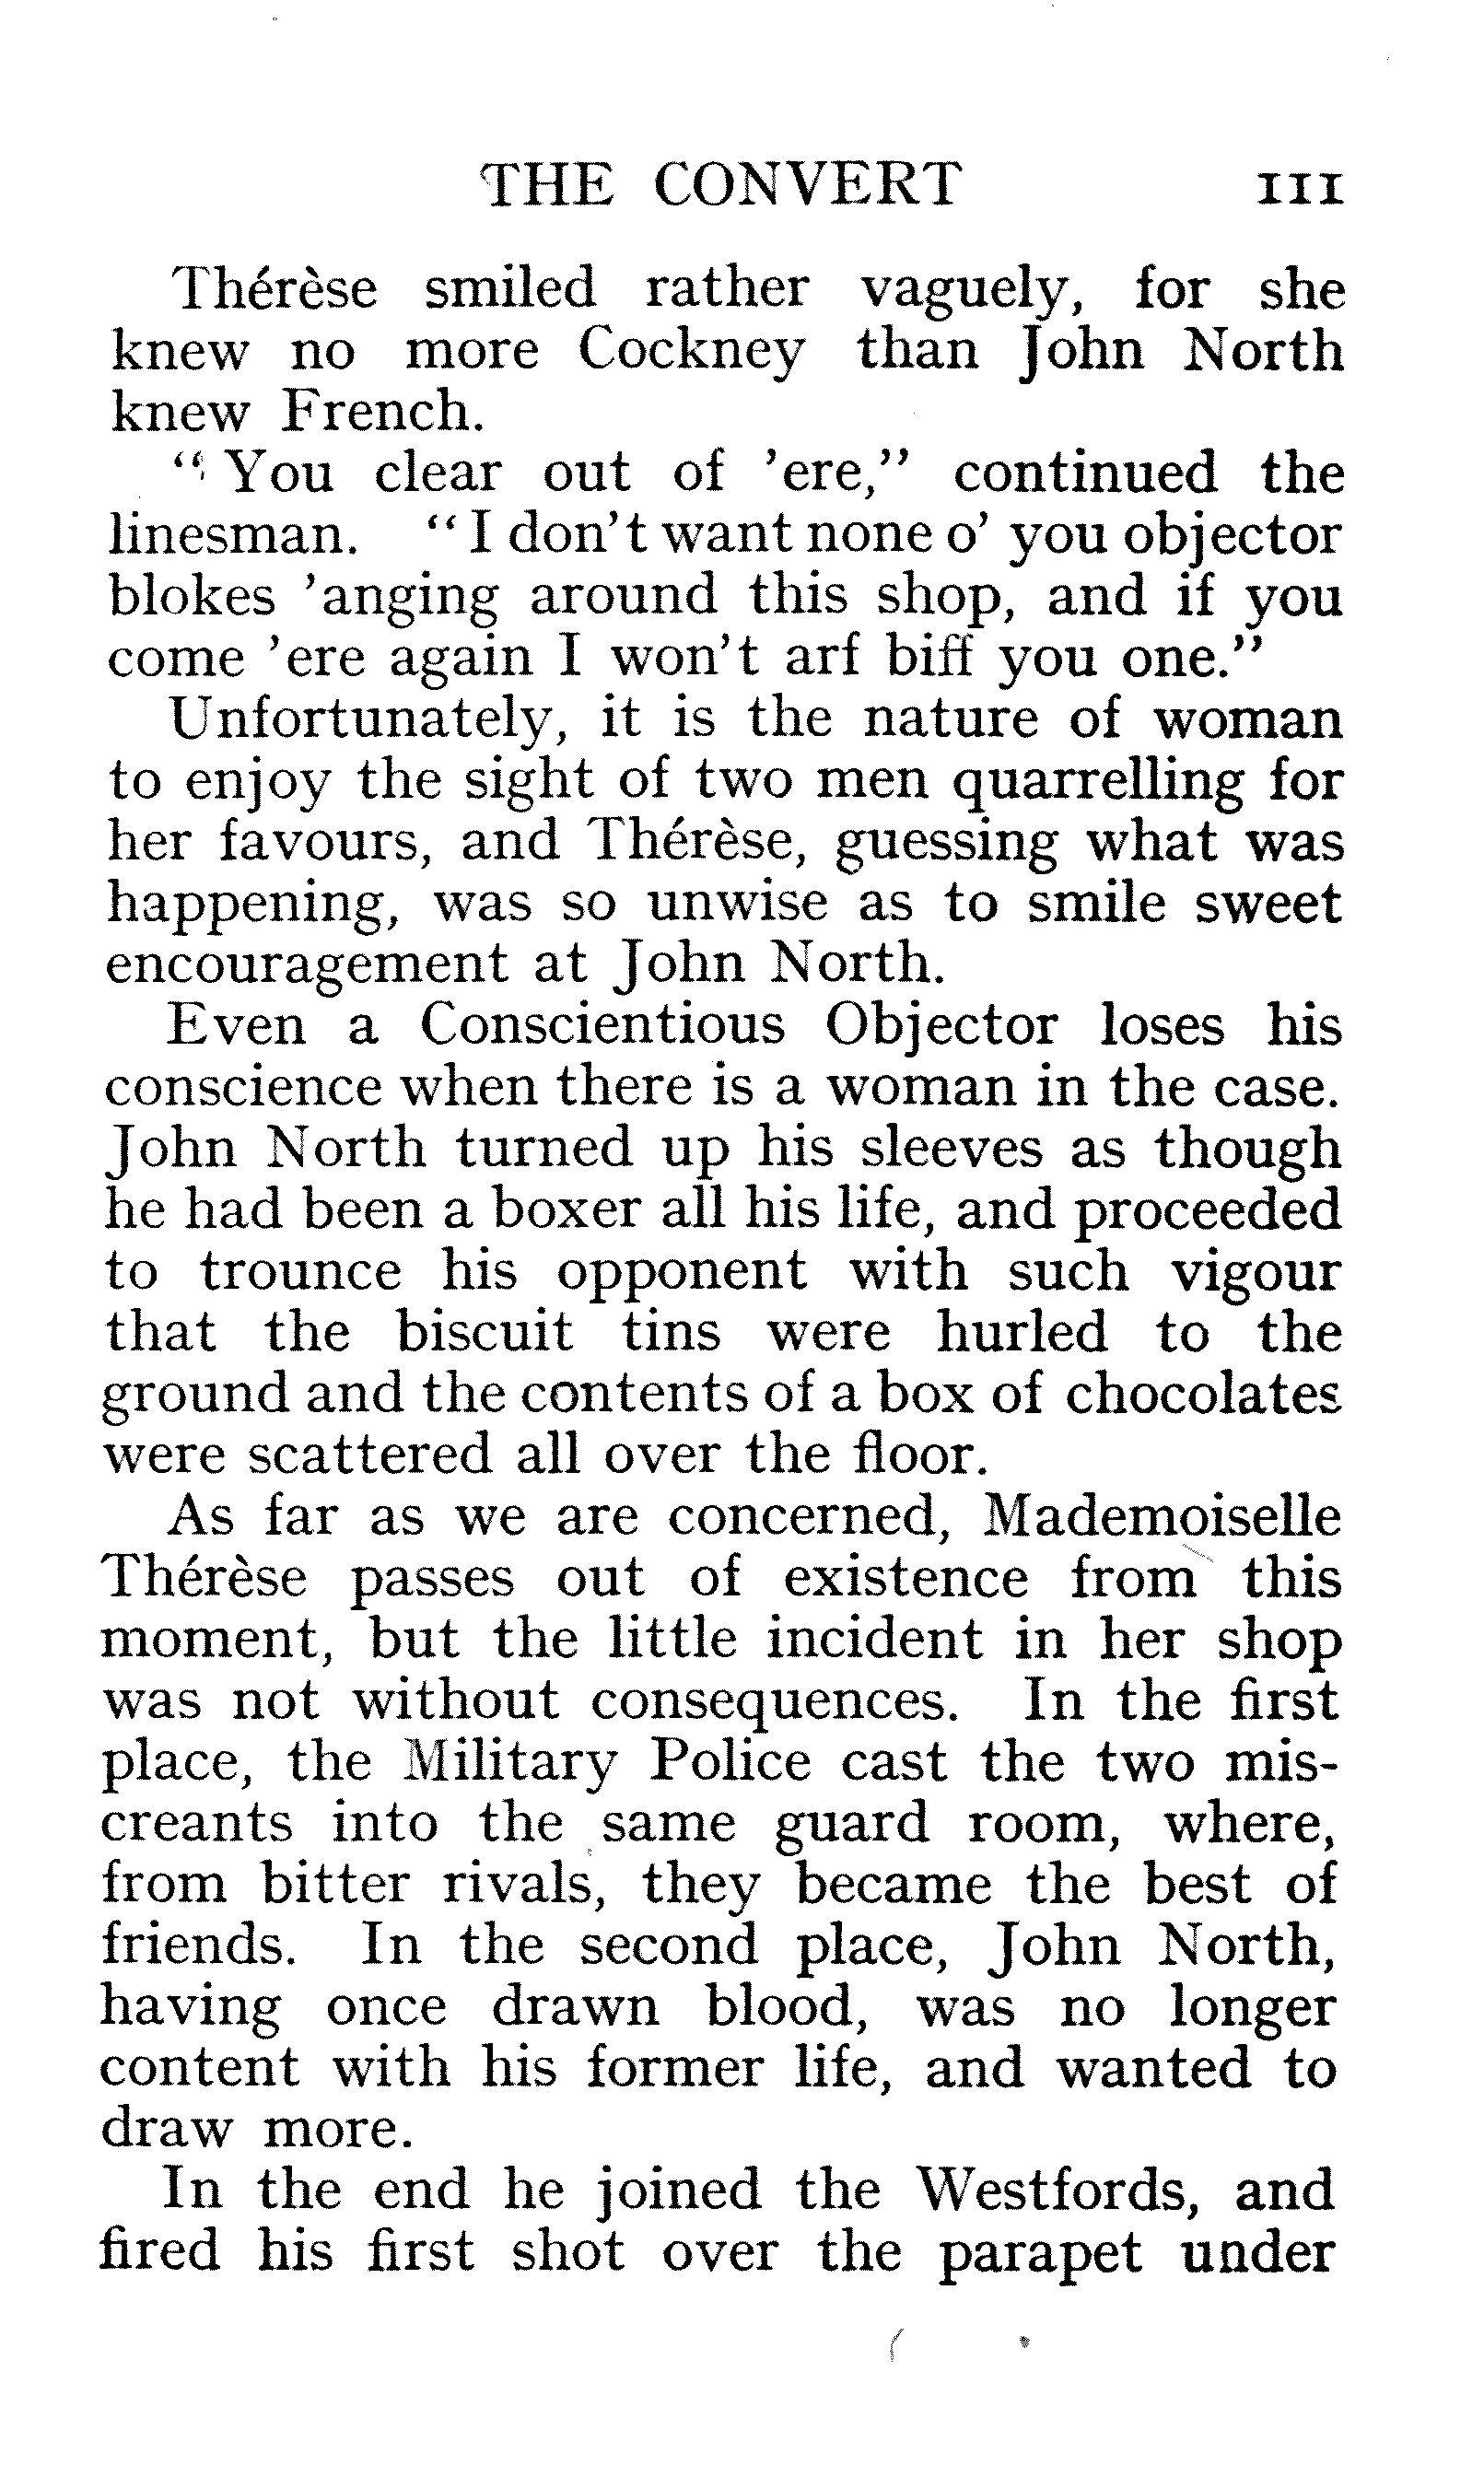 THE CONVERT 111
Thérèse smiled rather vaguely, for she
knew no more Cockney than John North
knew French.
“ You clear out of ’ere,” continued the
linesman. “ I don’t want none o’ you objector
blokes ’anging around this shop, and if you
come ’ere again I won’t arf biff you one.”
Unfortunately, it is the nature of woman
to enjoy the sight of two men quarrelling for
her favours, and Thérèse, guessing what was
happening, was so unwise as to smile sweet
encouragement at John North.
Even a Conscientious Objector loses his
conscience when there is a woman in the case.
John North turned up his sleeves as though
he had been a boxer all his life, and proceeded
to trounce his opponent with such vigour
that the biscuit tins were hurled to the
ground and the contents of a box of chocolates
were scattered all over the floor.
As far as we are concerned, Mademoiselle
Thérèse passes out of existence from this
moment, but the little incident in her shop
was not without consequences. In the first
place, the Military Police cast the two mis-
creants into the same guard room, where,
from bitter rivals, they became the best of
friends. In the second place, John North,
having once drawn blood, was no longer
content with his former life, and wanted to
draw more.
In the end he joined the Westfords, and
fired his first shot over the parapet under